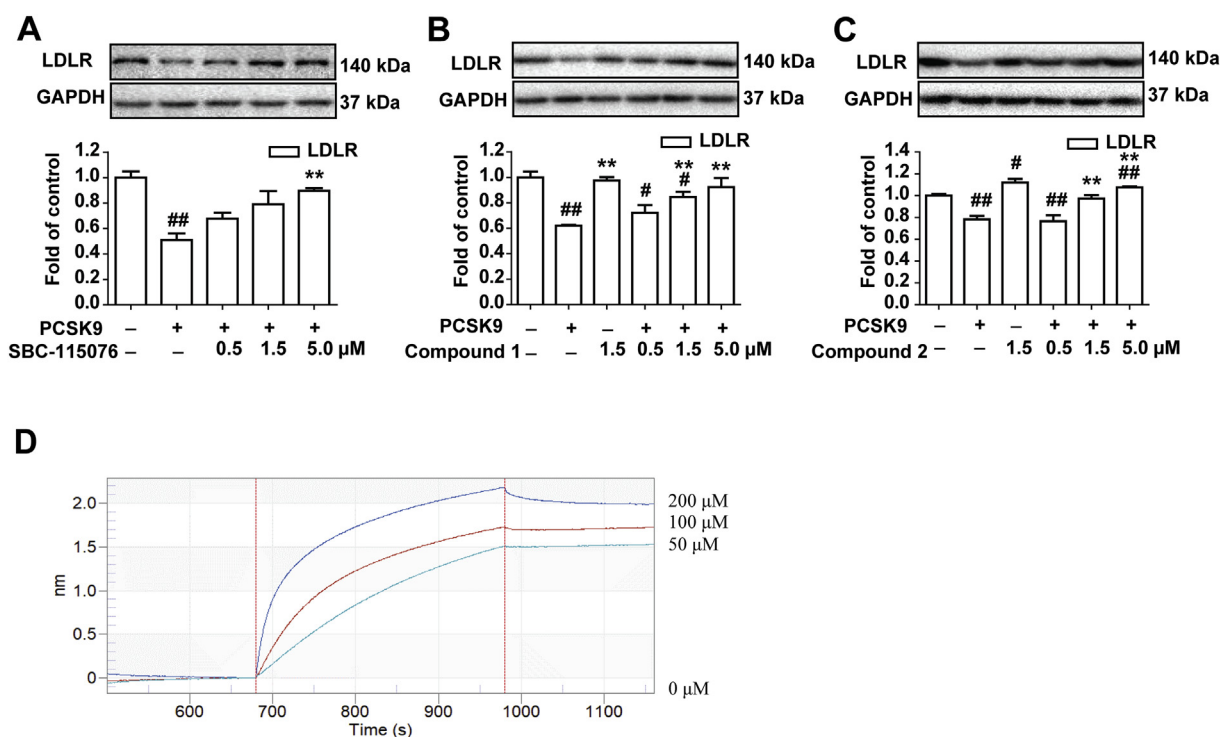 A
LDLR
140 kDa
GAPDH
37 kDa
LDLR
Fold of control
1.2
1.0
0.8
0.6
0.4
0.2
0.0
##
**
PCSK9 – + + + +
SBC-115076 – – 0.5 1.5 5.0 µM
B
LDLR
140 kDa
GAPDH
37 kDa
LDLR
Fold of control
1.2
1.0
0.8
0.6
0.4
0.2
0.0
##
**
#
**
#
**
PCSK9 – + – + + +
Compound 1 – – 1.5 0.5 1.5 5.0 µM
C
LDLR
140 kDa
GAPDH
37 kDa
LDLR
Fold of control
1.4
1.2
1.0
0.8
0.6
0.4
0.2
0.0
##
#
##
**
**
##
PCSK9 – + – + + +
Compound 2 – – 1.5 0.5 1.5 5.0 µM
D
nm
2.0
1.5
1.0
0.5
0
200 µM
100 µM
50 µM
0 µM
600 700 800 900 1000 1100
Time (s)